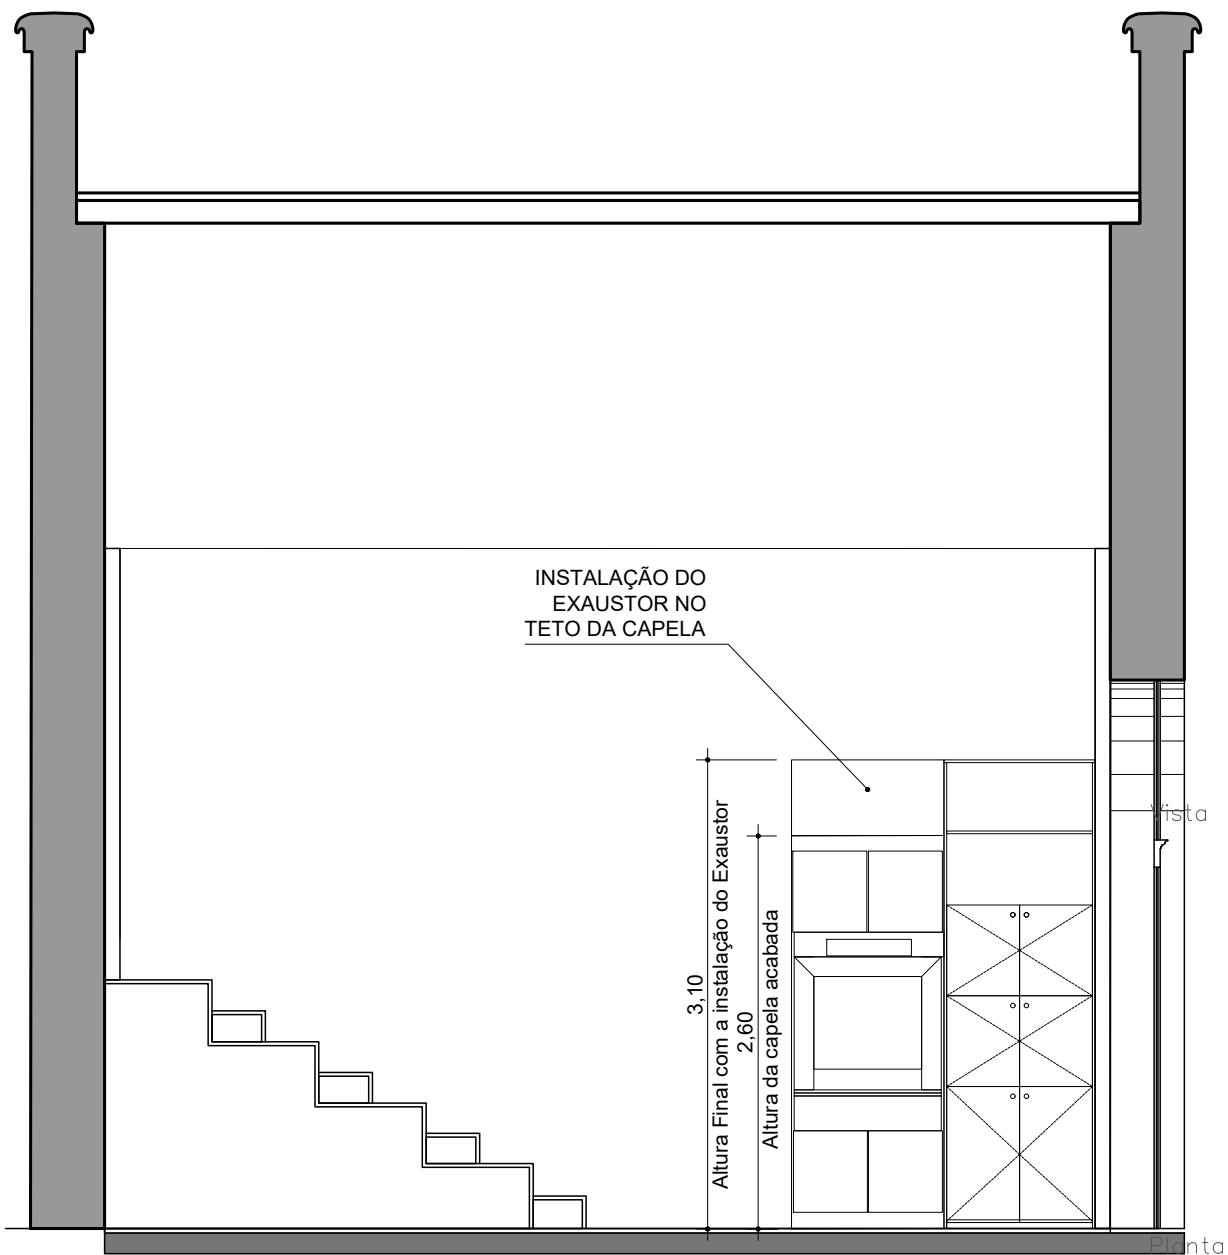 INSTALAÇÃO DO
EXAUSTOR NO
TETO DA CAPELA
3,10
Altura Final com a instalação do Exaustor
2,60
Altura da capela acabada
Vista
Planta